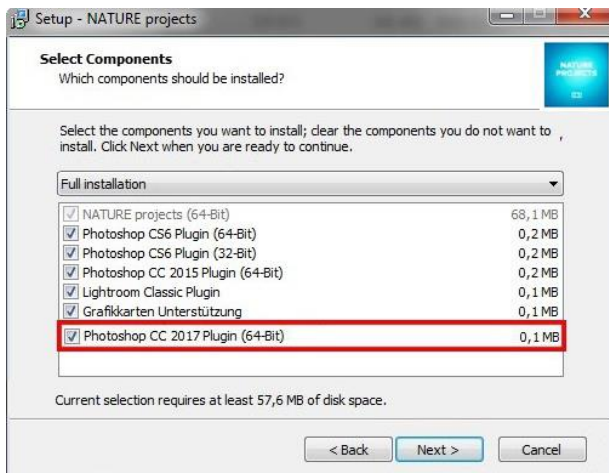 Setup - NATURE projects
Select Components
Which components should be installed?
NATURE
PROJECTS
Select the components you want to install; clear the components you do not want to ,
install. Click Next when you are ready to continue.
Full installation
NATURE projects (64-Bit) 68,1 MB
Photoshop CS6 Plugin (64-Bit) 0,2 MB
Photoshop CS6 Plugin (32-Bit) 0,2 MB
Photoshop CC 2015 Plugin (64-Bit) 0,2 MB
Lightroom Classic Plugin 0,1 MB
Grafikkarten Unterstützung 0,1 MB
Photoshop CC 2017 Plugin (64-Bit) 0,1 MB
Current selection requires at least 57,6 MB of disk space.
< Back Next > Cancel